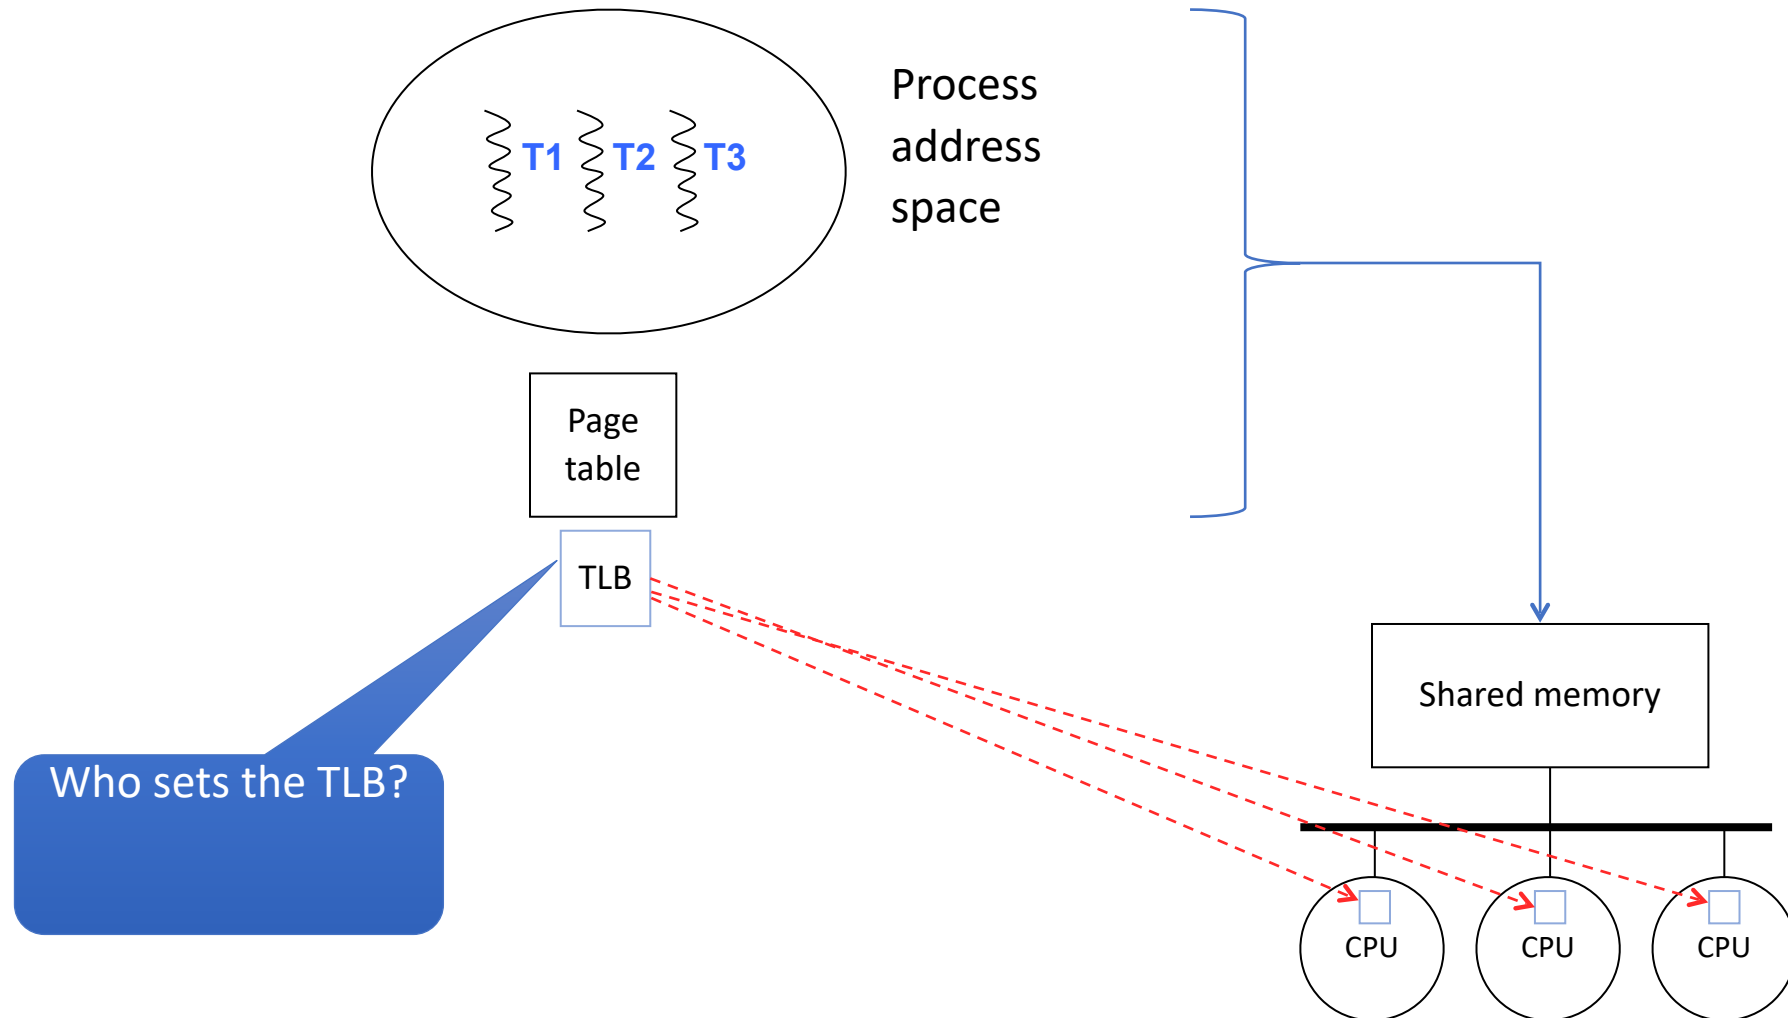 Process
address
space
T1 T2 T3
Page
table
TLB
Who sets the TLB?
Shared memory
CPU CPU CPU